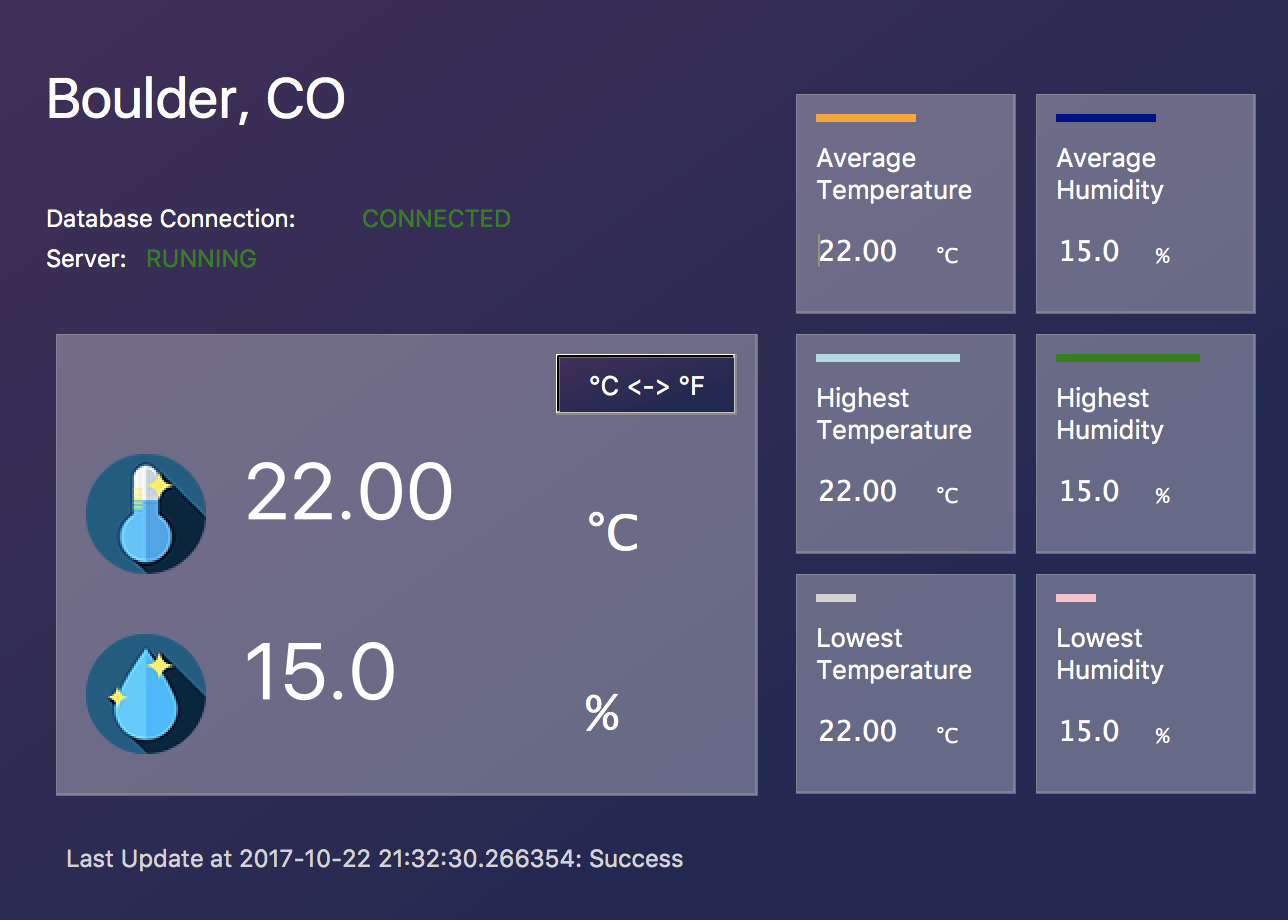 Boulder, CO
Database Connection: CONNECTED
Server: RUNNING
°C <-> °F
22.00 °C
15.0 %
Average
Temperature
22.00 °C
Average
Humidity
15.0 %
Highest
Temperature
22.00 °C
Highest
Humidity
15.0 %
Lowest
Temperature
22.00 °C
Lowest
Humidity
15.0 %
Last Update at 2017-10-22 21:32:30.266354: Success